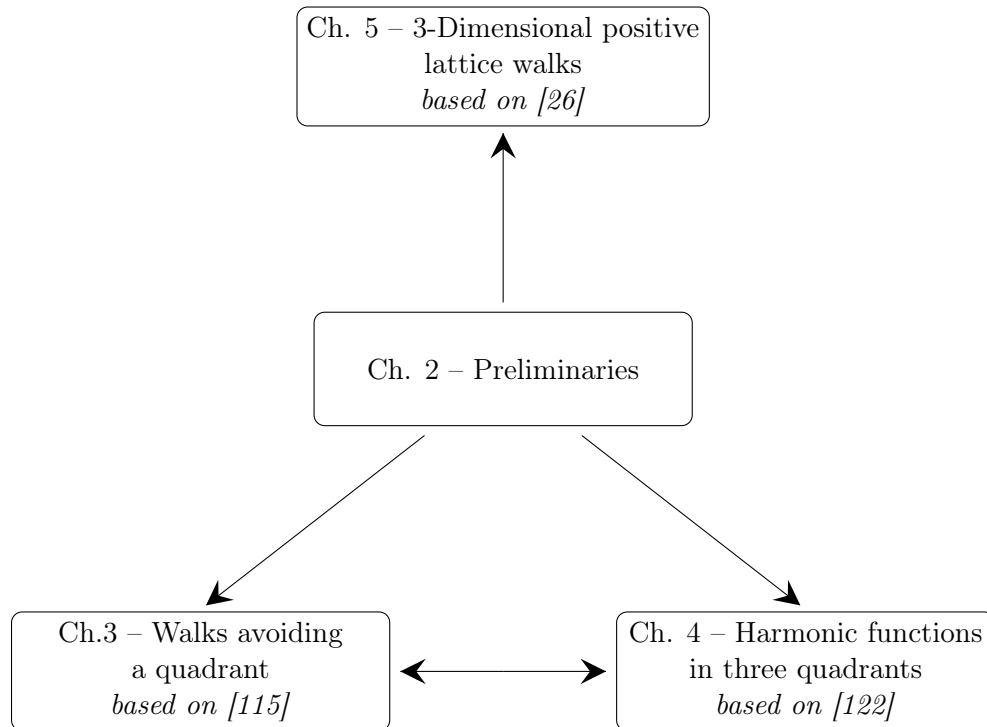 Ch. 5 – 3-Dimensional positive
lattice walks
based on [26]
Ch. 2 – Preliminaries
Ch.3 – Walks avoiding
a quadrant
based on [115]
Ch. 4 – Harmonic functions
in three quadrants
based on [122]